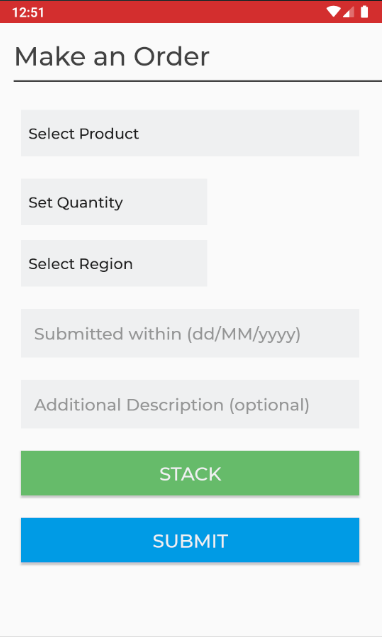 12:51
Make an Order
Select Product
Set Quantity
Select Region
Submitted within (dd/MM/yyyy)
Additional Description (optional)
STACK
SUBMIT